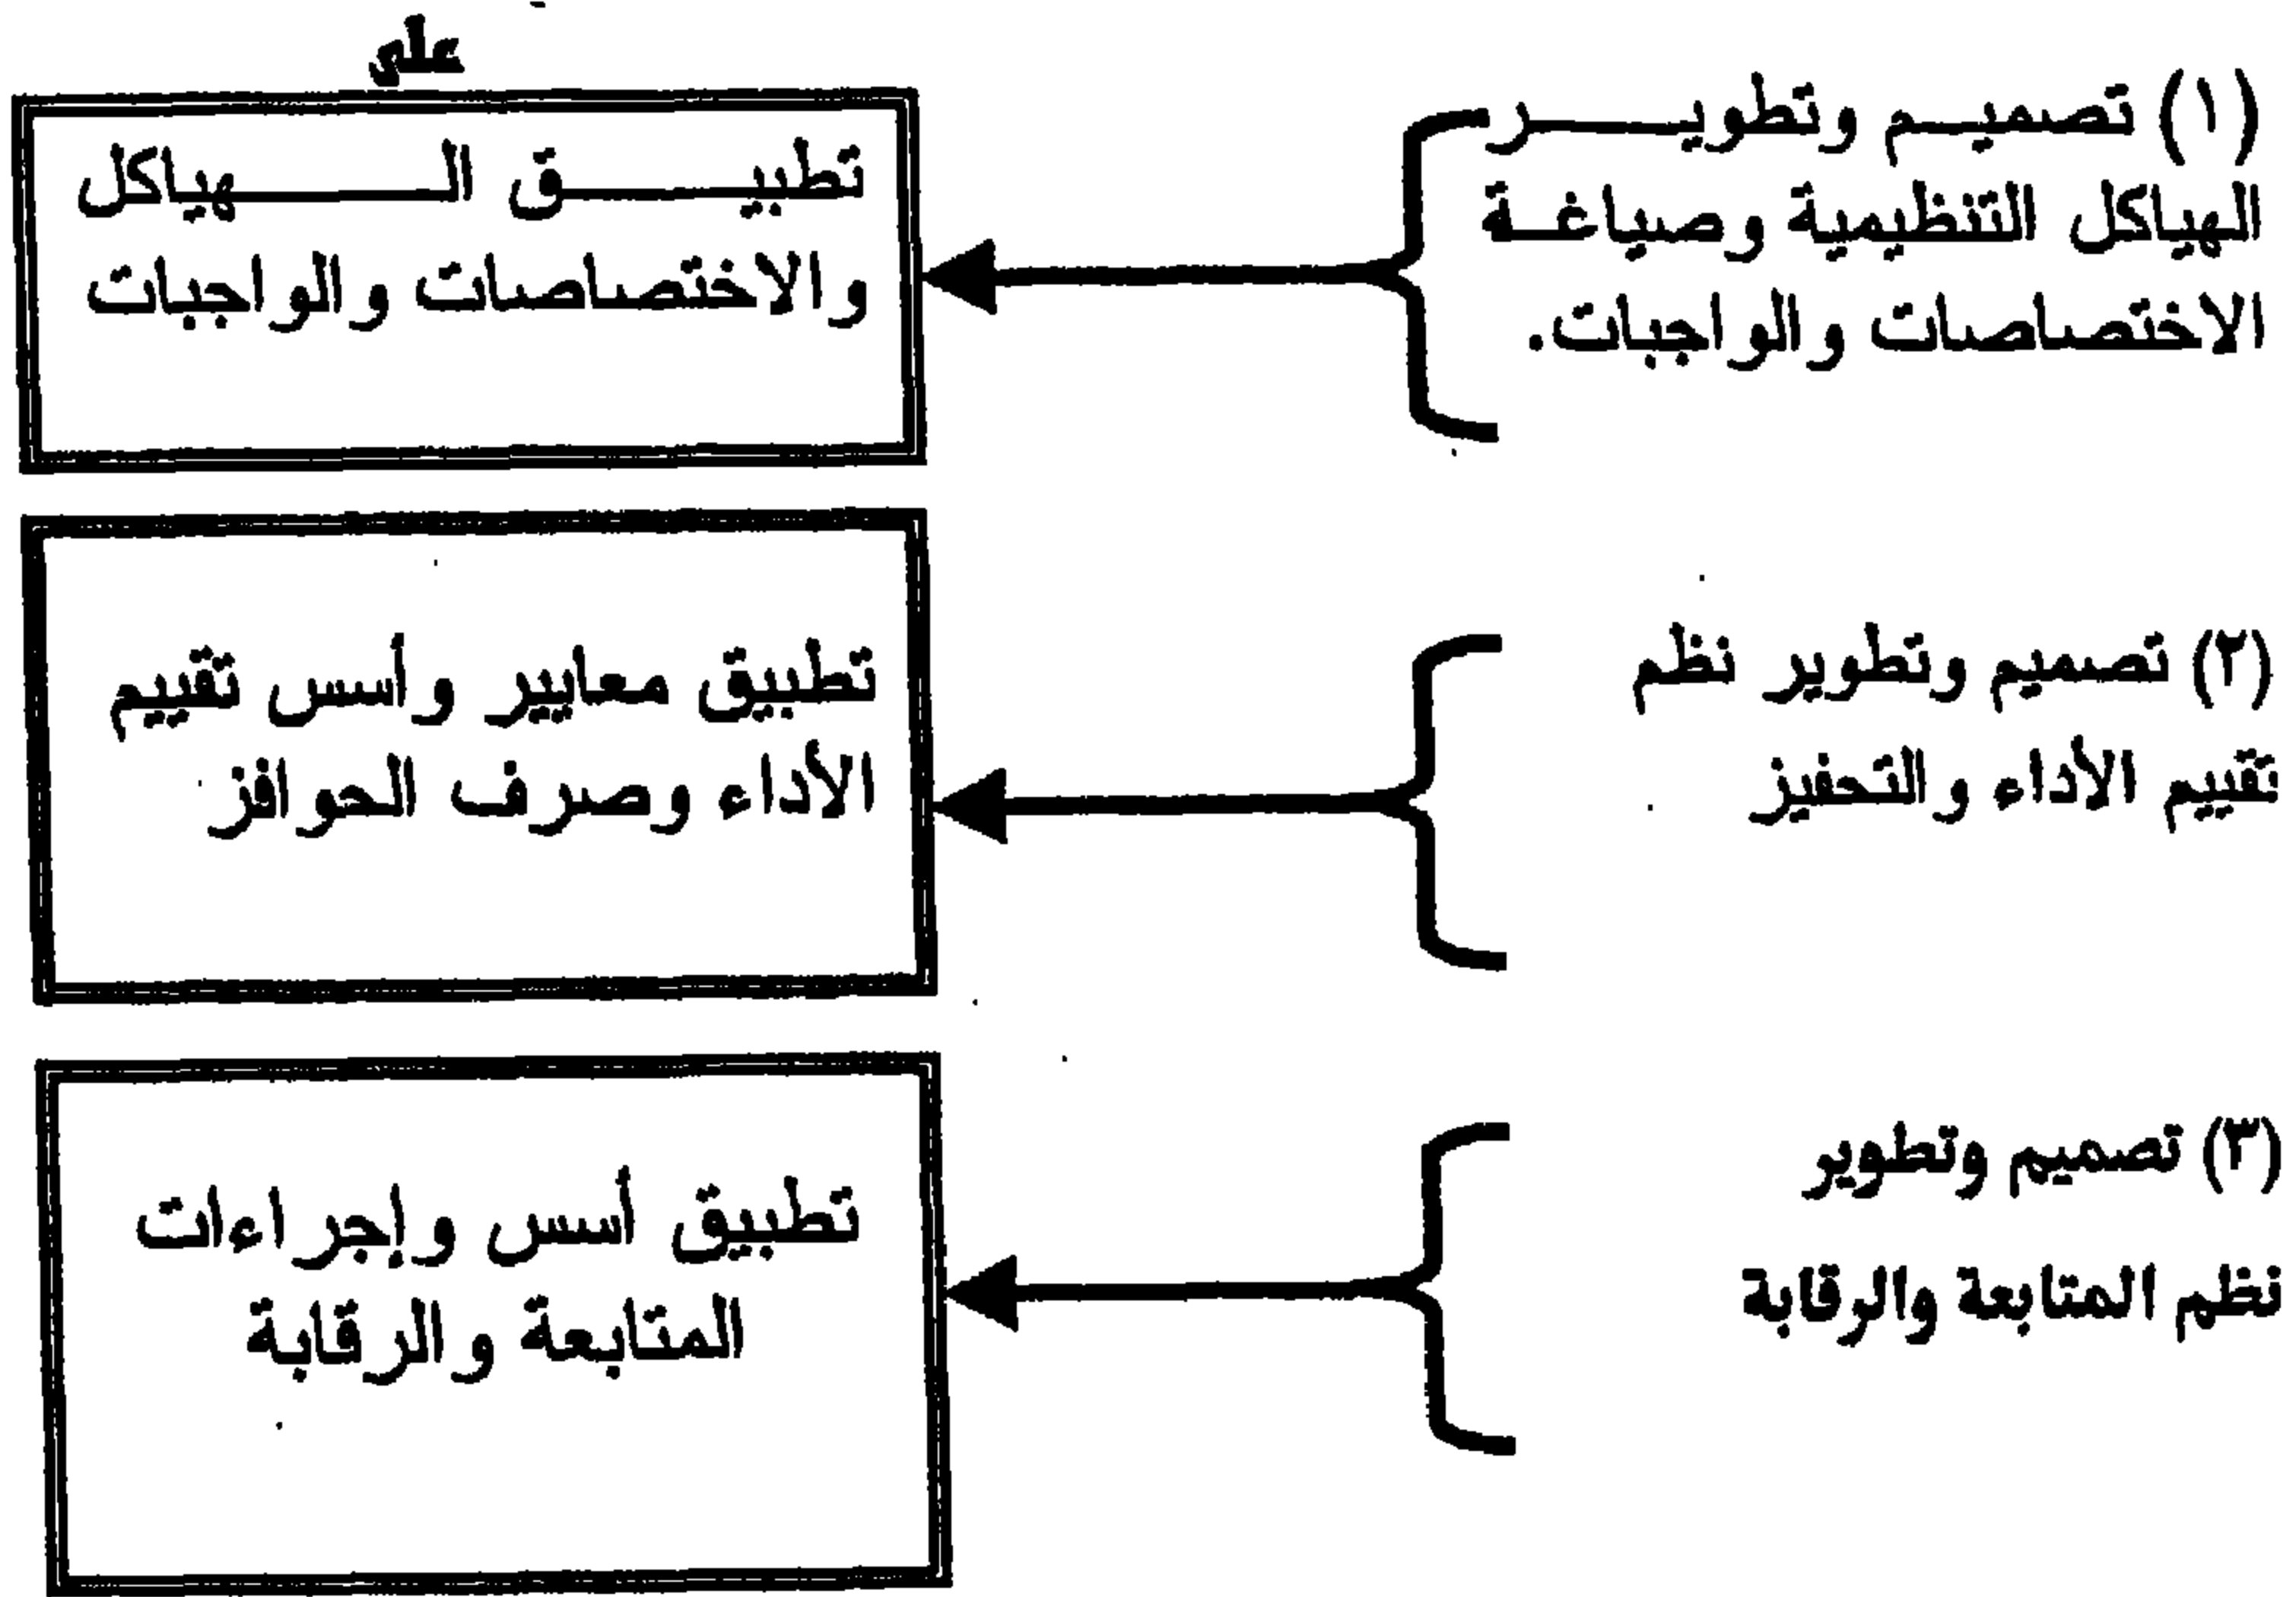 على
(١) تصميم وتطوير
الهياكل التنظيمية وصياغة
الاختصاصات والواجبات.
تطبيق الهياكل
والاختصاصات والواجبات
(٢) تصميم وتطوير نظم
تقييم الأداء والتحفيز
تطبيق معايير وأسس تقييم
الأداء وصرف الحوافز
(٣) تصميم وتطوير
نظم المتابعة والرقابة
تطبيق أسس وإجراءات
المتابعة والرقابة